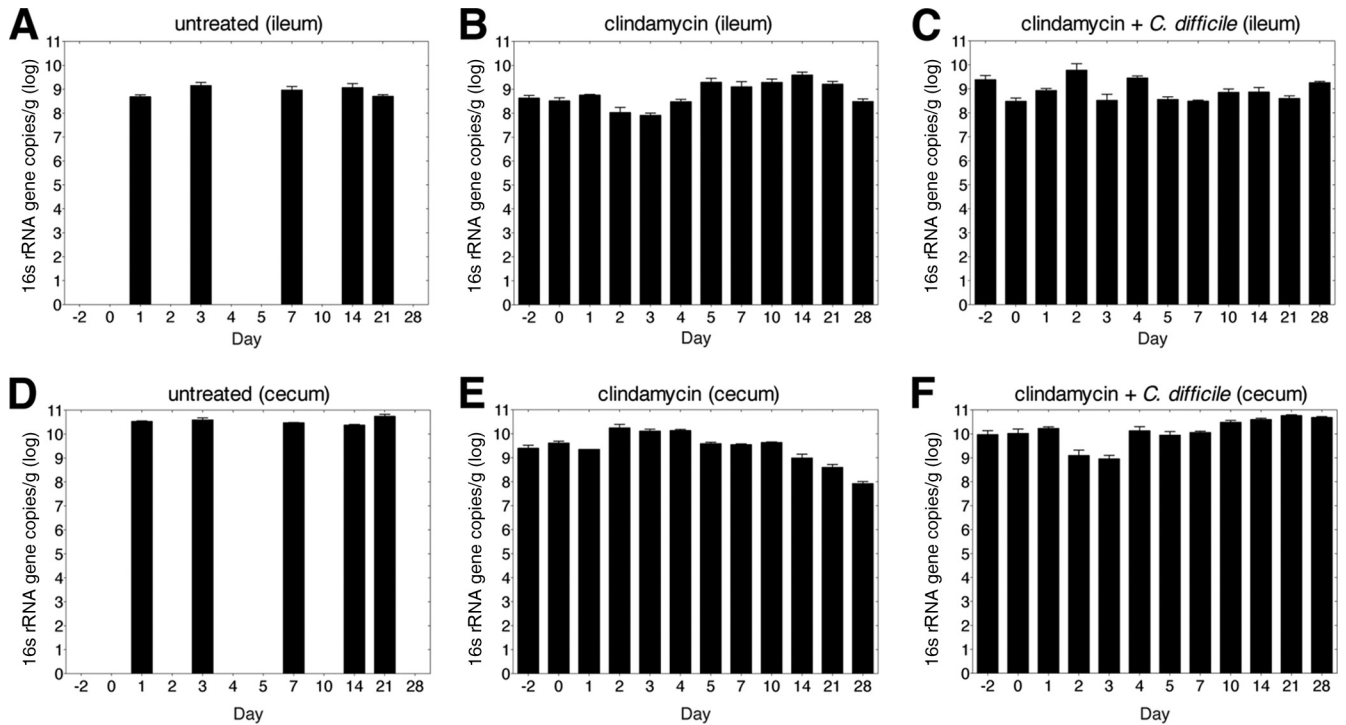 A
untreated (ileum)
16s rRNA gene copies/g (log)
11
10
9
8
7
6
5
4
3
2
1
0
-2 0 1 2 3 4 5 7 10 14 21 28
Day
B
clindamycin (ileum)
16s rRNA gene copies/g (log)
11
10
9
8
7
6
5
4
3
2
1
0
-2 0 1 2 3 4 5 7 10 14 21 28
Day
C
clindamycin + C. difficile (ileum)
16s rRNA gene copies/g (log)
11
10
9
8
7
6
5
4
3
2
1
0
-2 0 1 2 3 4 5 7 10 14 21 28
Day
D
untreated (cecum)
16s rRNA gene copies/g (log)
11
10
9
8
7
6
5
4
3
2
1
0
-2 0 1 2 3 4 5 7 10 14 21 28
Day
E
clindamycin (cecum)
16s rRNA gene copies/g (log)
11
10
9
8
7
6
5
4
3
2
1
0
-2 0 1 2 3 4 5 7 10 14 21 28
Day
F
clindamycin + C. difficile (cecum)
16s rRNA gene copies/g (log)
11
10
9
8
7
6
5
4
3
2
1
0
-2 0 1 2 3 4 5 7 10 14 21 28
Day